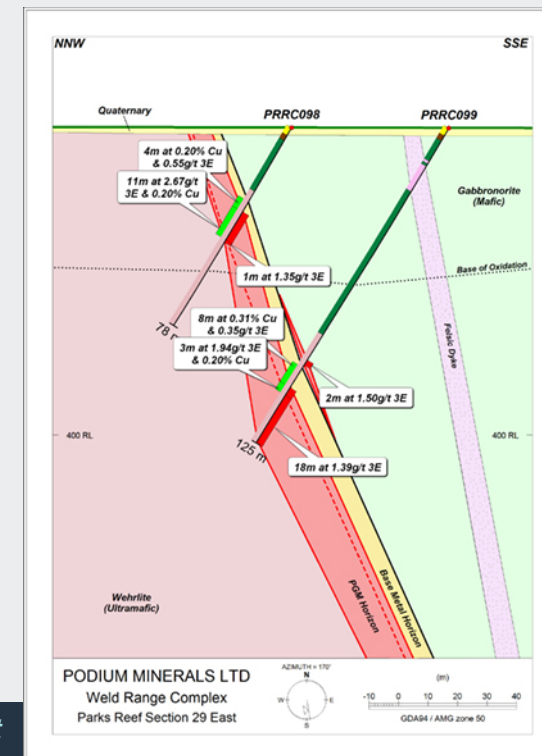 NNW
SSE
Quaternary
PRRC098
PRRC099
4m at 0.20% Cu
& 0.55g/t 3E
11m at 2.67g/t
3E & 0.20% Cu
Gabbronorite
(Mafic)
1m at 1.35g/t 3E
Base of Oxidation
8m at 0.31% Cu
& 0.35g/t 3E
78 m
3m at 1.94g/t 3E
& 0.20% Cu
Felsic Dyke
2m at 1.50g/t 3E
400 RL
400 RL
125 m
18m at 1.39g/t 3E
Wehrlite
(Ultramafic)
PGM Horizon
Base Metal Horizon
PODIUM MINERALS LTD
Weld Range Complex
Parks Reef Section 29 East
AZIMUTH = 170°
N
W
E
S
(m)
-10 0 10 20 30 40
GDA94 / AMG zone 50